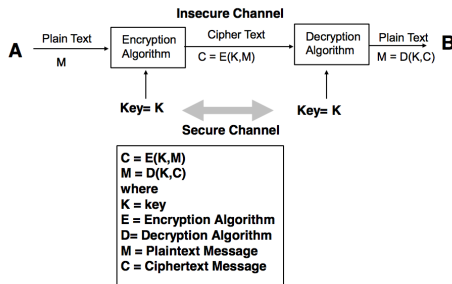 Insecure Channel
A
Plain Text
M
Encryption
Algorithm
Cipher Text
C = E(K,M)
Decryption
Algorithm
Plain Text
M = D(K,C)
B
Key= K
Key= K
Secure Channel
C = E(K,M)
M = D(K,C)
where
K = key
E = Encryption Algorithm
D= Decryption Algorithm
M = Plaintext Message
C = Ciphertext Message